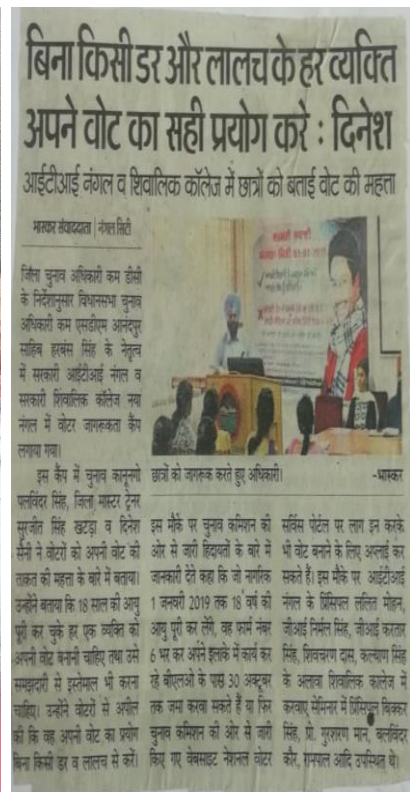 बिना किसी डर और लालच के हर व्यक्ति
अपने वोट का सही प्रयोग करे : दिनेश
आईटीआई नंगल व शिवालिक कॉलेज में छात्रों को बताई वोट की महत्ता
भास्कर संवाददाता | नंगल सिटी
जिला चुनाव अधिकारी कम डीसी
के निर्देशानुसार विधानसभा चुनाव
अधिकारी कम एसडीएम आनंदपुर
साहिब हरबंस सिंह के नेतृत्व
में सरकारी आईटीआई नंगल व
सरकारी शिवालिक कॉलेज नया
नंगल में वोटर जागरूकता कैंप
लगाया गया।
इस कैंप में चुनाव कानूनगो
पलविंदर सिंह, जिला मास्टर ट्रेनर
सुरजीत सिंह खटड़ा व दिनेश
सैनी ने वोटरों को अपनी वोट की
ताकत की महत्ता के बारे में बताया।
उन्होंने बताया कि 18 साल की आयु
पूरी कर चुके हर एक व्यक्ति को
अपनी वोट बनानी चाहिए तथा उसे
समझदारी से इस्तेमाल भी करना
चाहिए। उन्होंने वोटरों से अपील
की कि वह अपनी वोट का प्रयोग
बिना किसी डर व लालच से करें।
01-01-2019
छात्रों को जागरूक करते हुए अधिकारी। -भास्कर
इस मौके पर चुनाव कमिशन की
ओर से जारी हिदायतों के बारे में
जानकारी देते कहा कि जो नागरिक
1 जनवरी 2019 तक 18 वर्ष की
आयु पूरी कर लेंगे, वह फार्म नंबर
6 भर कर अपने इलाके में कार्य कर
रहे बीएलओ के पास 30 अक्टूबर
तक जमा करवा सकते हैं या फिर
चुनाव कमिशन की ओर से जारी
किए गए वेबसाइट नेशनल वोटर
सर्विस पोर्टल पर लाग इन करके
भी वोट बनाने के लिए अप्लाई कर
सकते हैं। इस मौके पर आईटीआई
नंगल के प्रिंसिपल ललित मोहन,
जीआई निर्मल सिंह, जीआई करतार
सिंह, शिवचरण दास, कल्याण सिंह
के अलावा शिवालिक कालेज में
करवाए सेमिनार में प्रिंसिपल बिक्कर
सिंह, प्रो. गुरशरण मान, बलविंदर
कौर, रामपाल आदि उपस्थित थे।